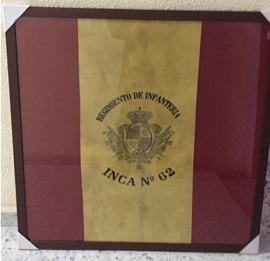 REGIMIENTO DE INFANTERIA
INCA Nº 62